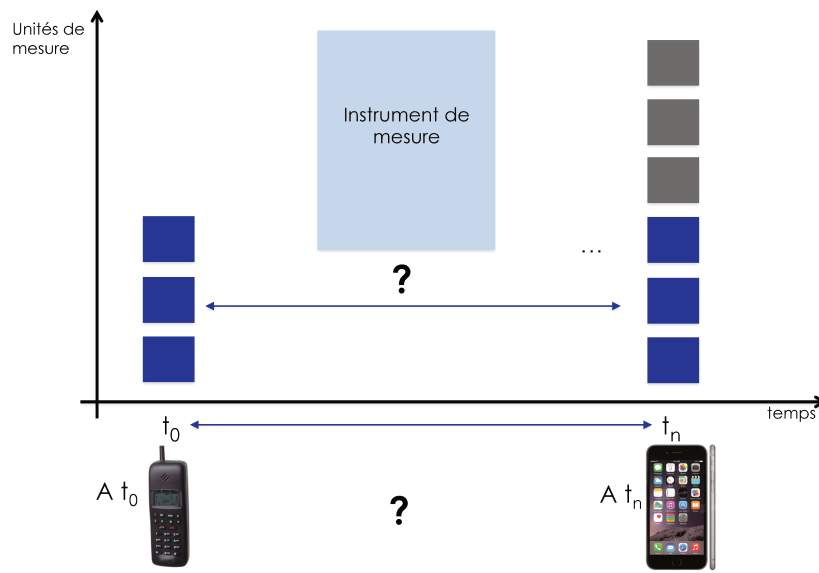 Unités de
mesure
Instrument de
mesure
...
?
temps
t0
tn
A t0
?
A tn